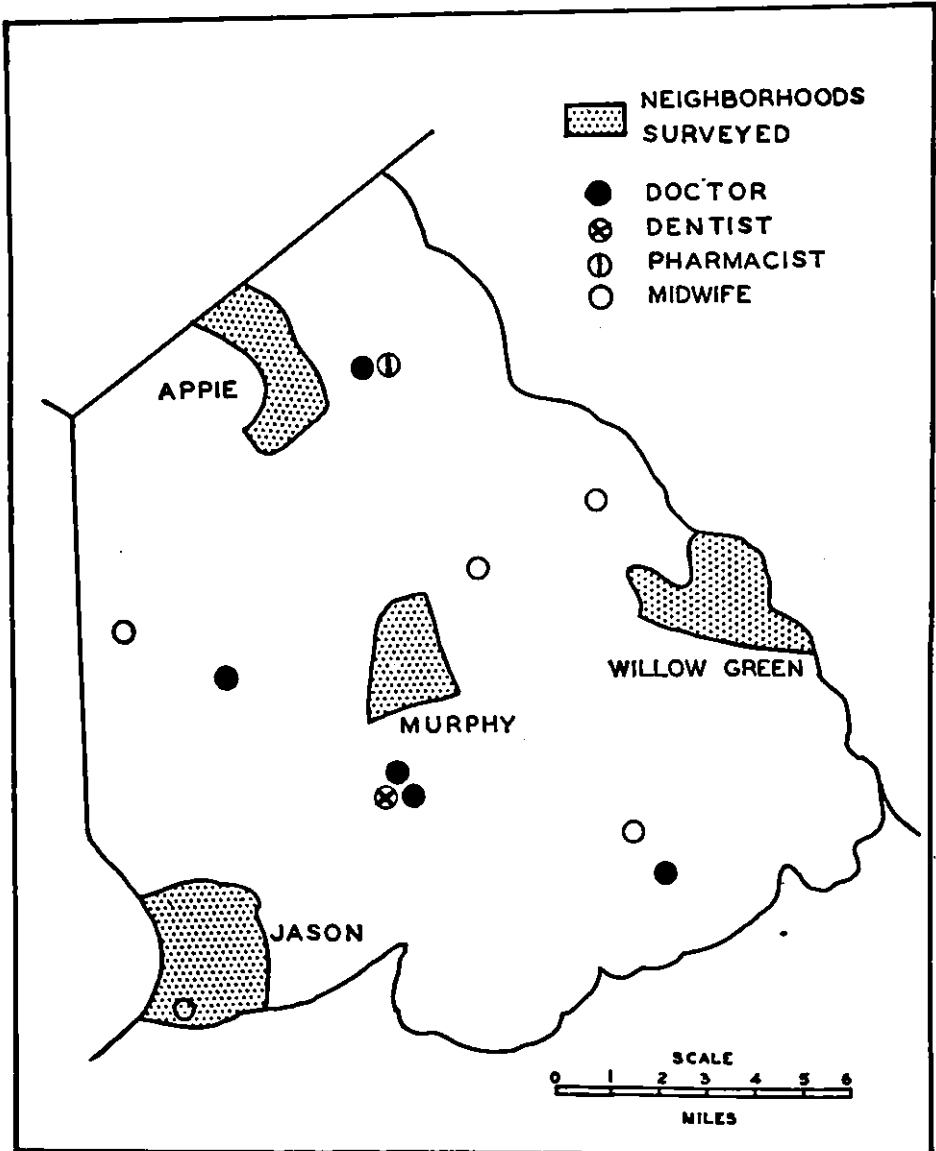 NEIGHBORHOODS
SURVEYED
DOCTOR
DENTIST
PHARMACIST
MIDWIFE
APPIE
WILLOW GREEN
MURPHY
JASON
SCALE
0 1 2 3 4 5 6
MILES